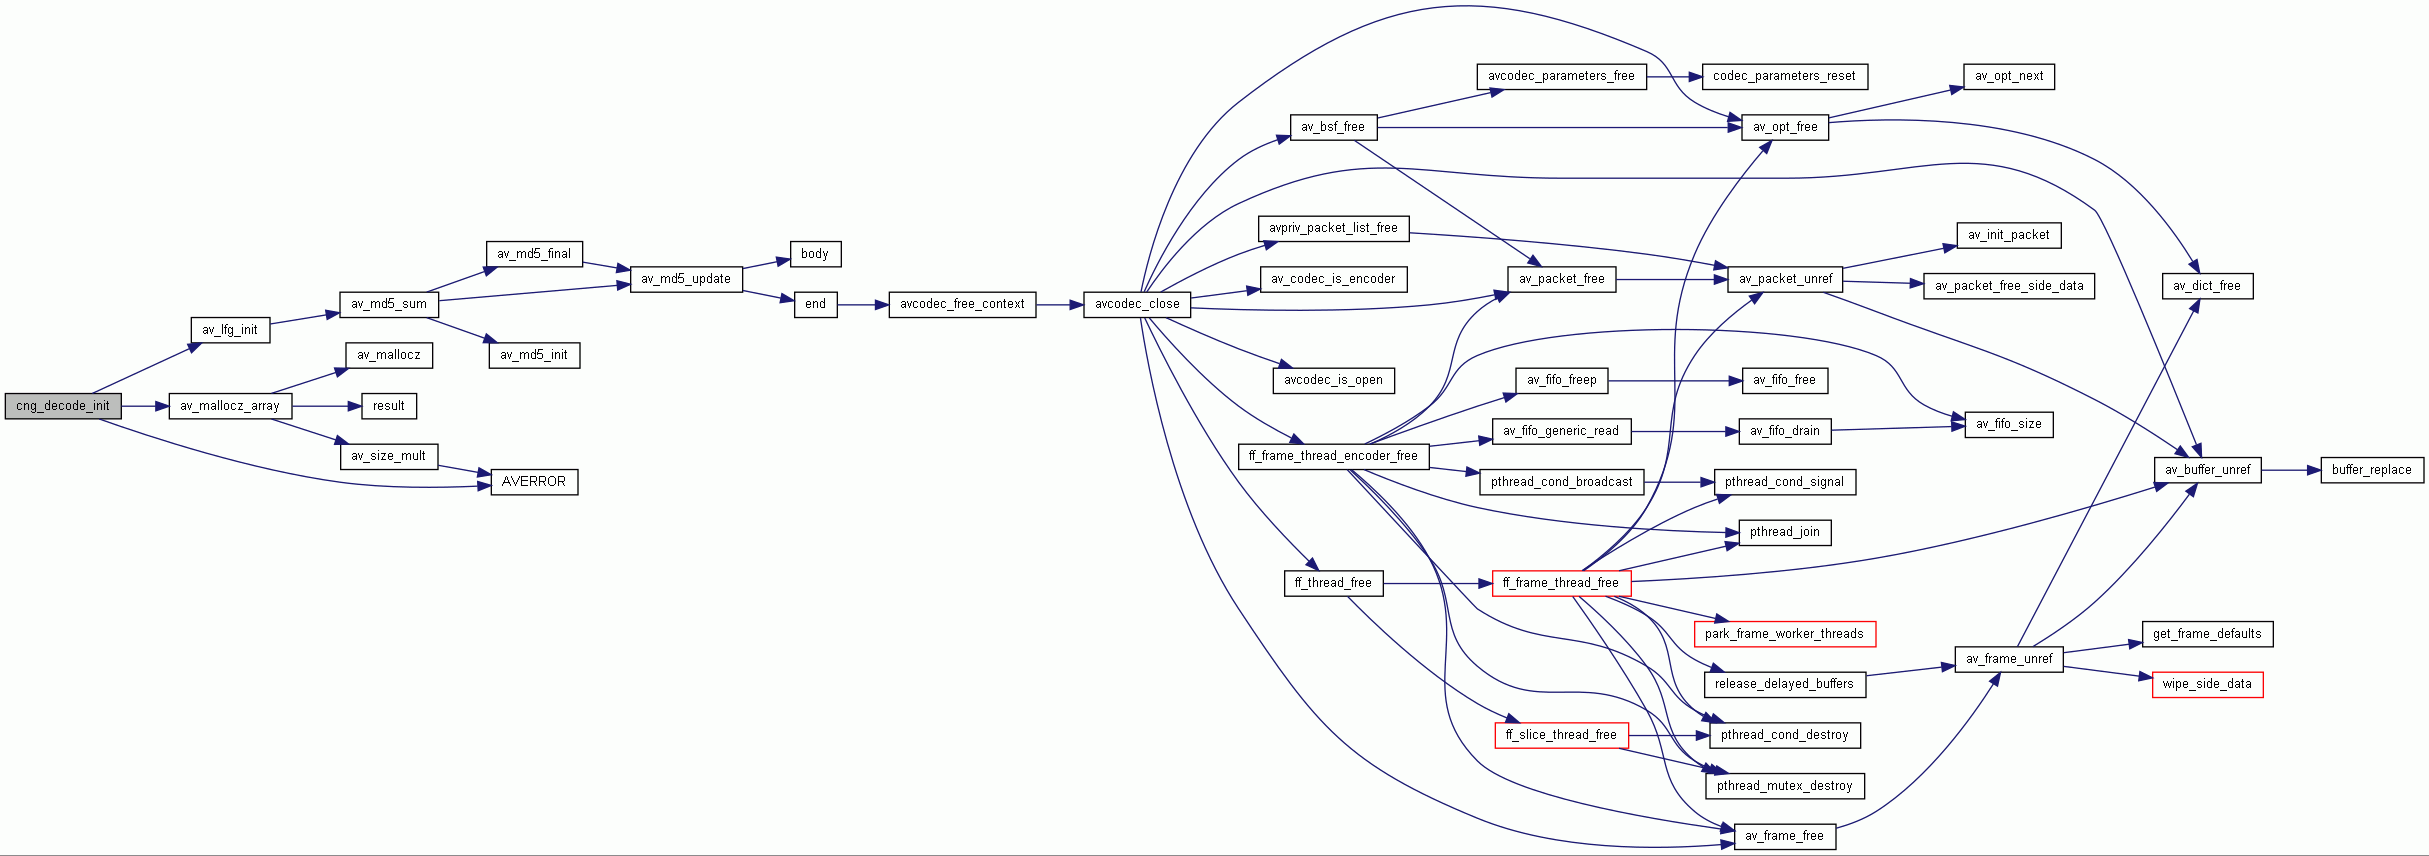 cng_decode_init
av_lfg_init
av_mallocz_array
av_md5_sum
av_mallocz
result
av_size_mult
av_md5_final
av_md5_init
AVERROR
av_md5_update
body
end
avcodec_free_context
avcodec_close
av_bsf_free
avpriv_packet_list_free
av_codec_is_encoder
avcodec_is_open
ff_frame_thread_encoder_free
ff_thread_free
avcodec_parameters_free
av_packet_free
av_fifo_freep
av_fifo_generic_read
pthread_cond_broadcast
ff_frame_thread_free
ff_slice_thread_free
codec_parameters_reset
av_opt_free
av_packet_unref
av_fifo_free
av_fifo_drain
pthread_cond_signal
pthread_join
park_frame_worker_threads
release_delayed_buffers
pthread_cond_destroy
pthread_mutex_destroy
av_frame_free
av_opt_next
av_init_packet
av_packet_free_side_data
av_fifo_size
av_frame_unref
av_dict_free
av_buffer_unref
get_frame_defaults
wipe_side_data
buffer_replace